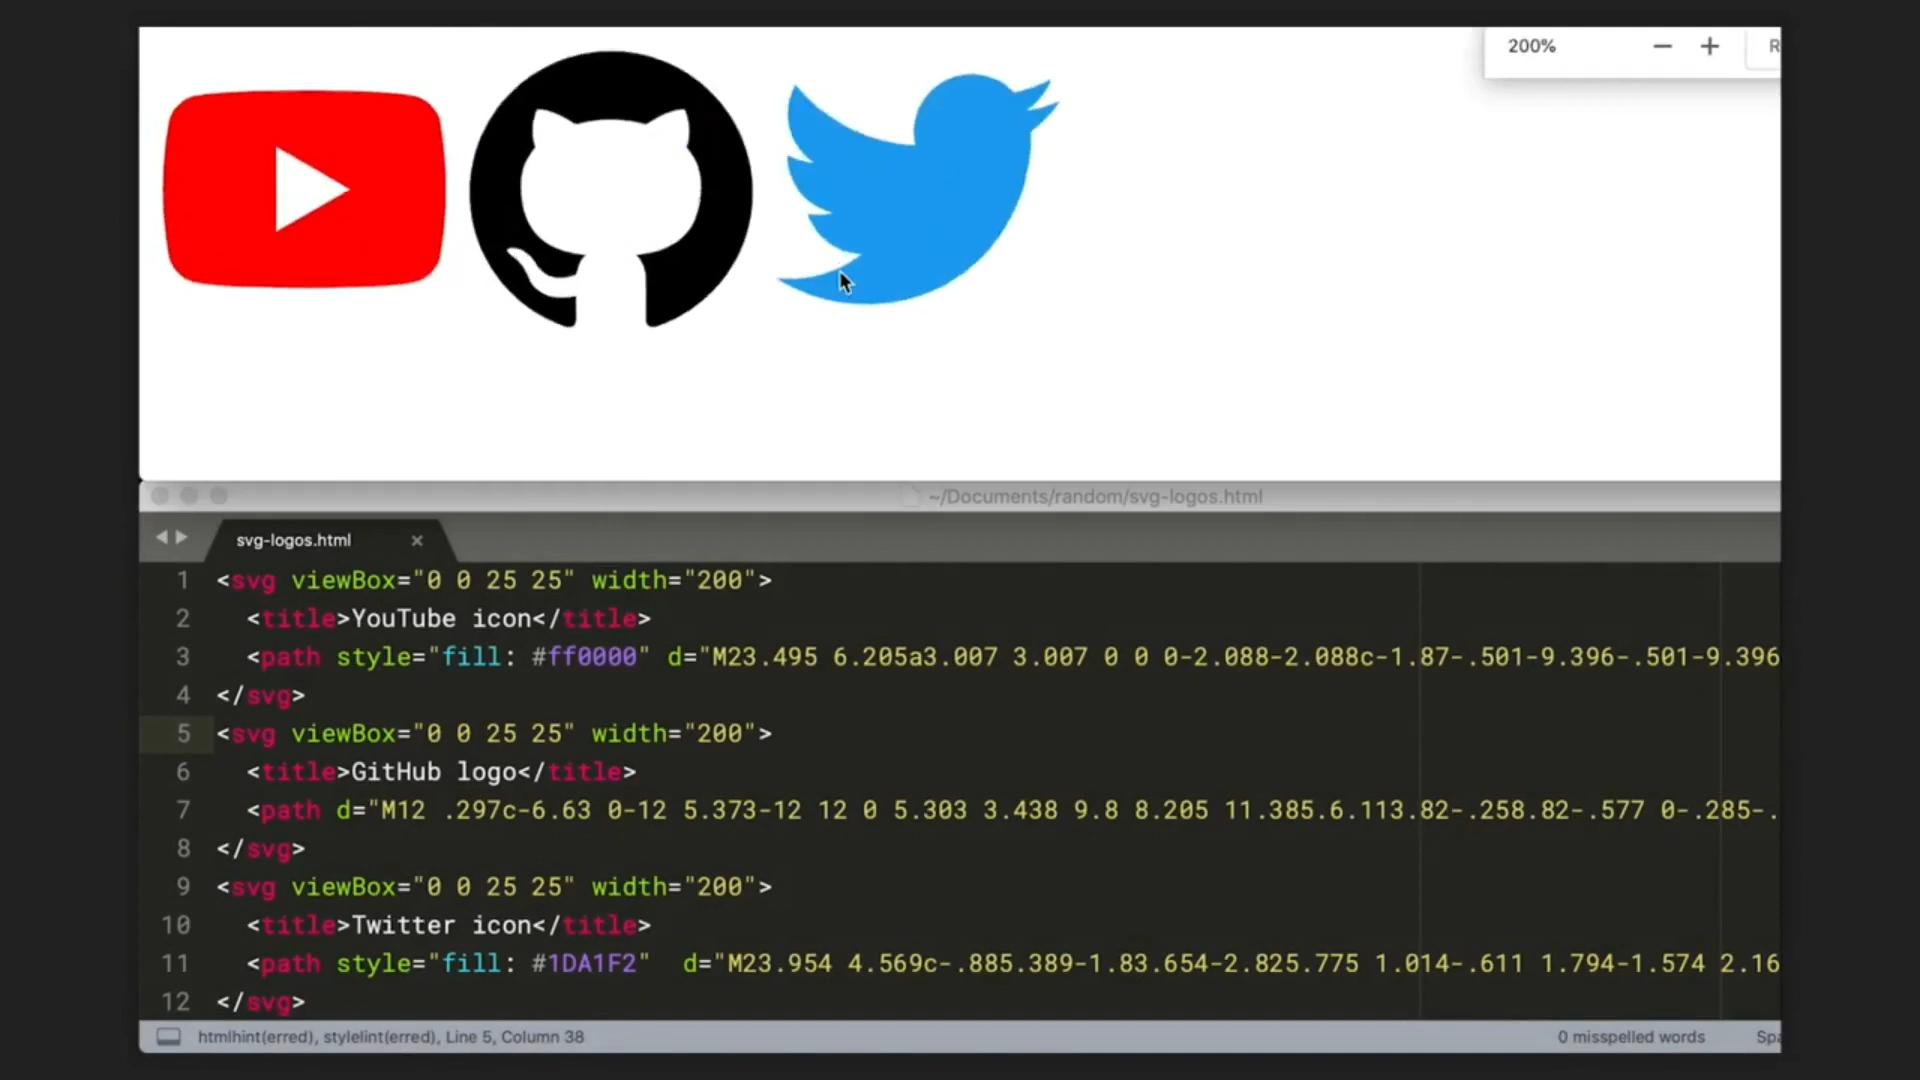 200% − + R
~/Documents/random/svg-logos.html
svg-logos.html ×
1 <svg viewBox="0 0 25 25" width="200">
2 <title>YouTube icon</title>
3 <path style="fill: #ff0000" d="M23.495 6.205a3.007 3.007 0 0 0-2.088-2.088c-1.87-.501-9.396-.501-9.396
4 </svg>
5 <svg viewBox="0 0 25 25" width="200">
6 <title>GitHub logo</title>
7 <path d="M12 .297c-6.63 0-12 5.373-12 12 0 5.303 3.438 9.8 8.205 11.385.6.113.82-.258.82-.577 0-.285-.
8 </svg>
9 <svg viewBox="0 0 25 25" width="200">
10 <title>Twitter icon</title>
11 <path style="fill: #1DA1F2"  d="M23.954 4.569c-.885.389-1.83.654-2.825.775 1.014-.611 1.794-1.574 2.16
12 </svg>
htmlhint(erred), stylelint(erred), Line 5, Column 38 0 misspelled words Spa